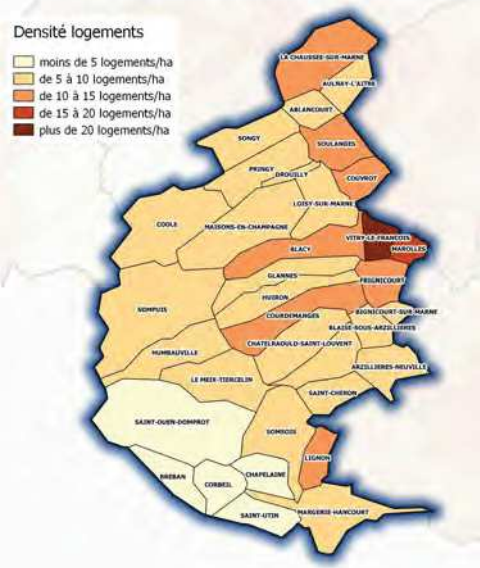 Densité logements
moins de 5 logements/ha
de 5 à 10 logements/ha
de 10 à 15 logements/ha
de 15 à 20 logements/ha
plus de 20 logements/ha
LA CHAUSSEE-SUR-MARNE
AULNAY-L'AITRE
ABLANCOURT
SONGY
SOULANGES
PRINGY
DROUILLY
COUVROT
LOISY-SUR-MARNE
COOLE
MAISONS-EN-CHAMPAGNE
VITRY-LE-FRANCOIS
BLACY
MAROLLES
GLANNES
FRIGNICOURT
HUIRON
SOMPUIS
COURDEMANGES
BIGNICOURT-SUR-MARNE
BLAISE-SOUS-ARZILLIERES
CHATELRAOULD-SAINT-LOUVENT
HUMBAUVILLE
ARZILLIERES-NEUVILLE
LE MEIX-TIERCELIN
SAINT-CHERON
SAINT-OUEN-DOMPROT
SOMSOIS
LIGNON
BREBAN
CORBEIL
CHAPELAINE
SAINT-UTIN
MARGERIE-HANCOURT